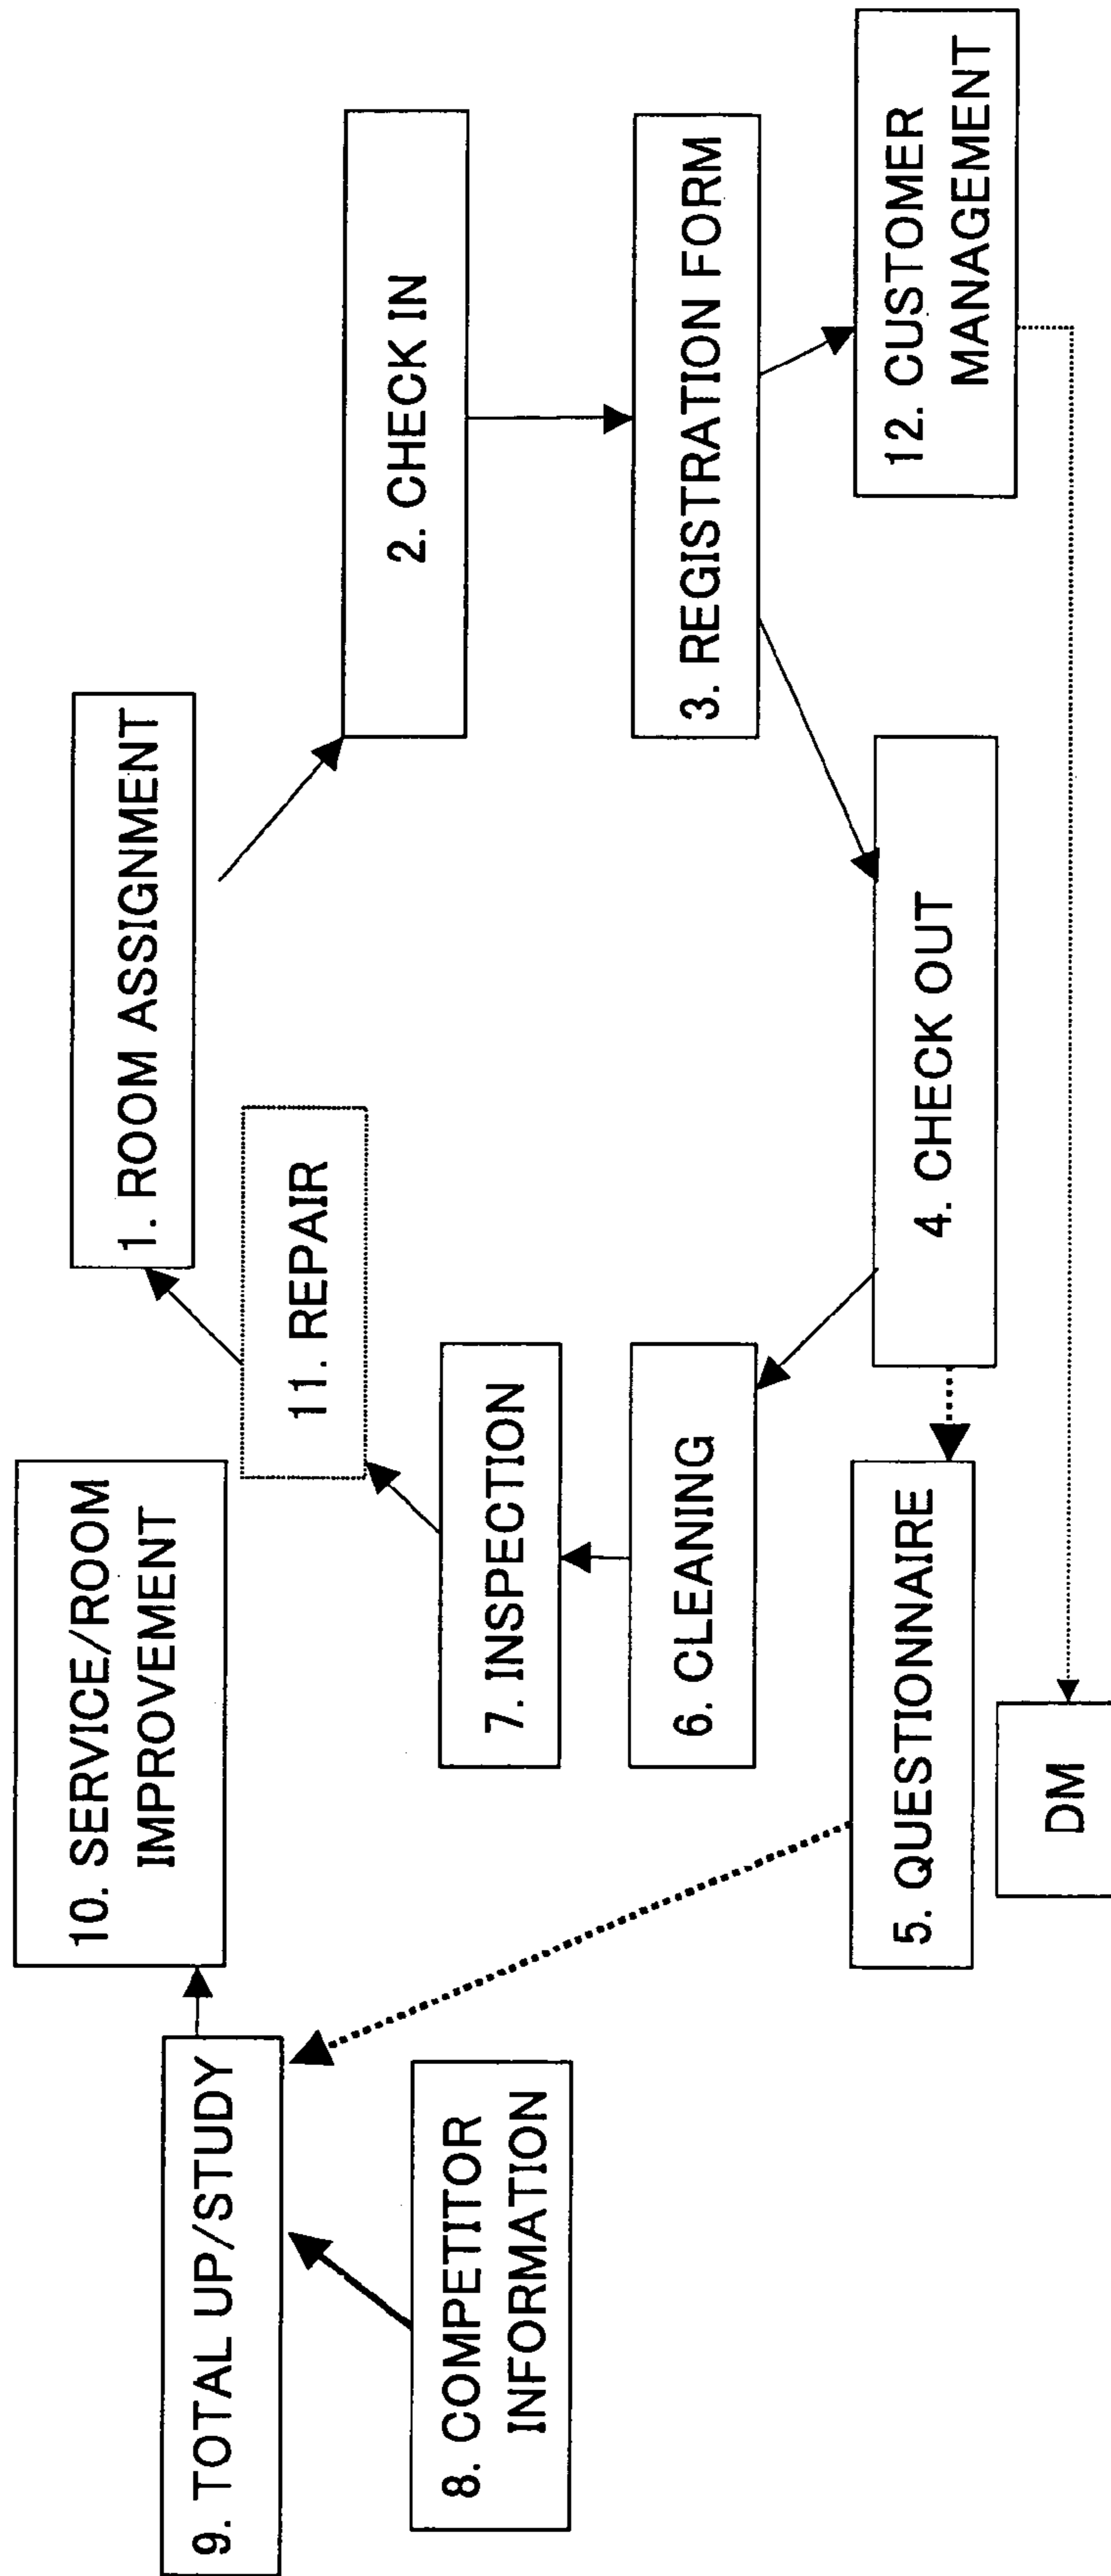 1. ROOM ASSIGNMENT
2. CHECK IN
3. REGISTRATION FORM
12. CUSTOMER
MANAGEMENT
4. CHECK OUT
11. REPAIR
7. INSPECTION
6. CLEANING
10. SERVICE/ROOM
IMPROVEMENT
5. QUESTIONNAIRE
DM
9. TOTAL UP/STUDY
8. COMPETITOR
INFORMATION